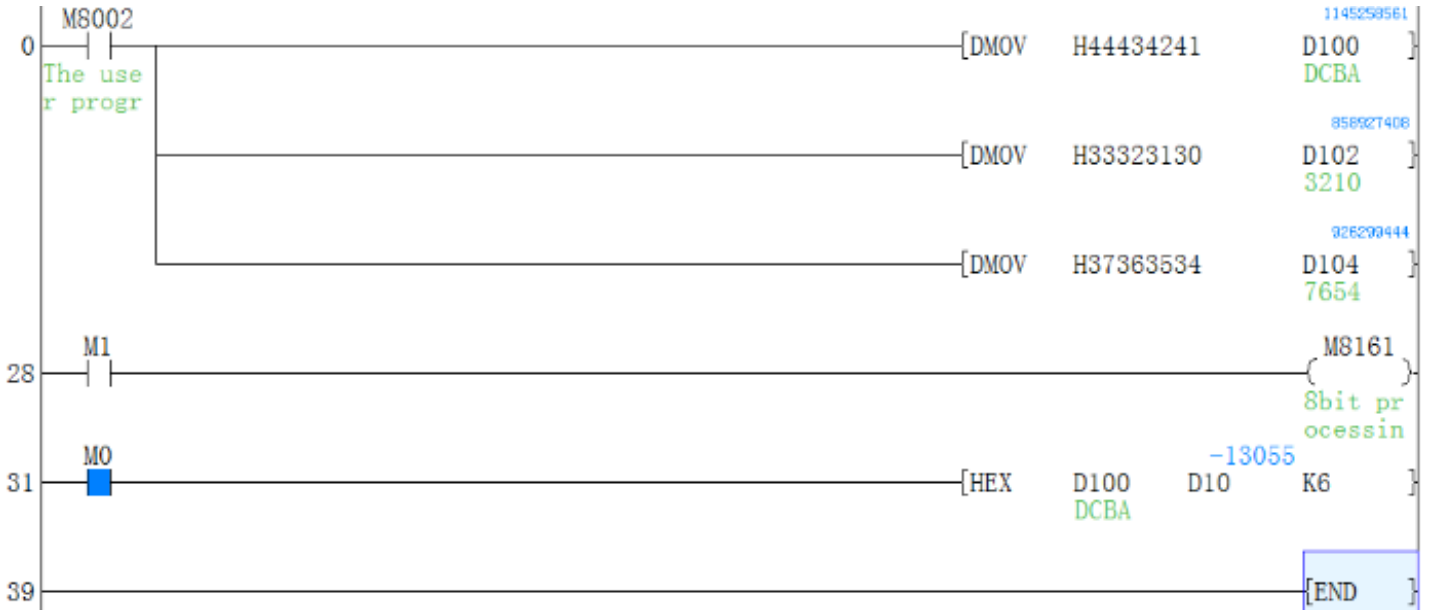 M8002
1145258561
0 [DMOV H44434241 D100 ]
The use DCBA
r progr
858927408
[DMOV H33323130 D102 ]
3210
926299444
[DMOV H37363534 D104 ]
7654
M1 M8161
28 ( )
8bit pr
ocessin
M0 -13055
31 [HEX D100 D10 K6 ]
DCBA
39 [END ]